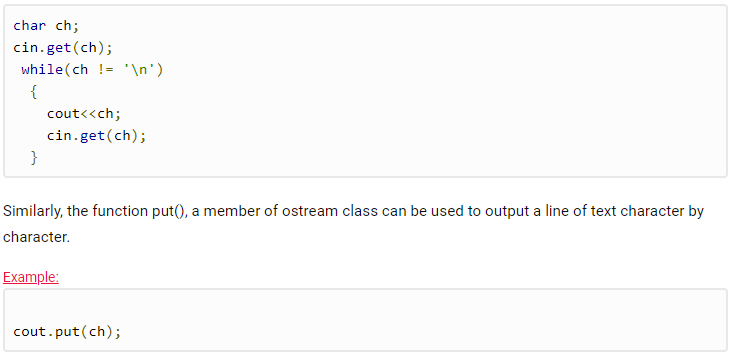 char ch;
cin.get(ch);
while(ch != '\n')
{
cout<<ch;
cin.get(ch);
}
Similarly, the function put(), a member of ostream class can be used to output a line of text character by
character.
Example:
cout.put(ch);